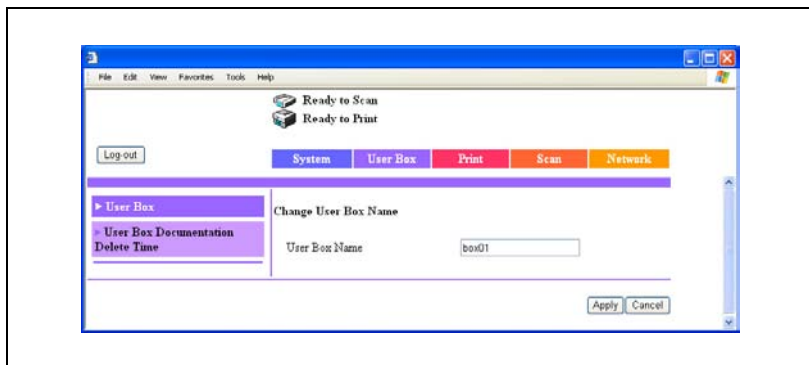 File Edit View Favorites Tools Help
Ready to Scan
Ready to Print
Log-out
System User Box Print Scan Network
User Box
User Box Documentation
Delete Time
Change User Box Name
User Box Name box01
Apply Cancel